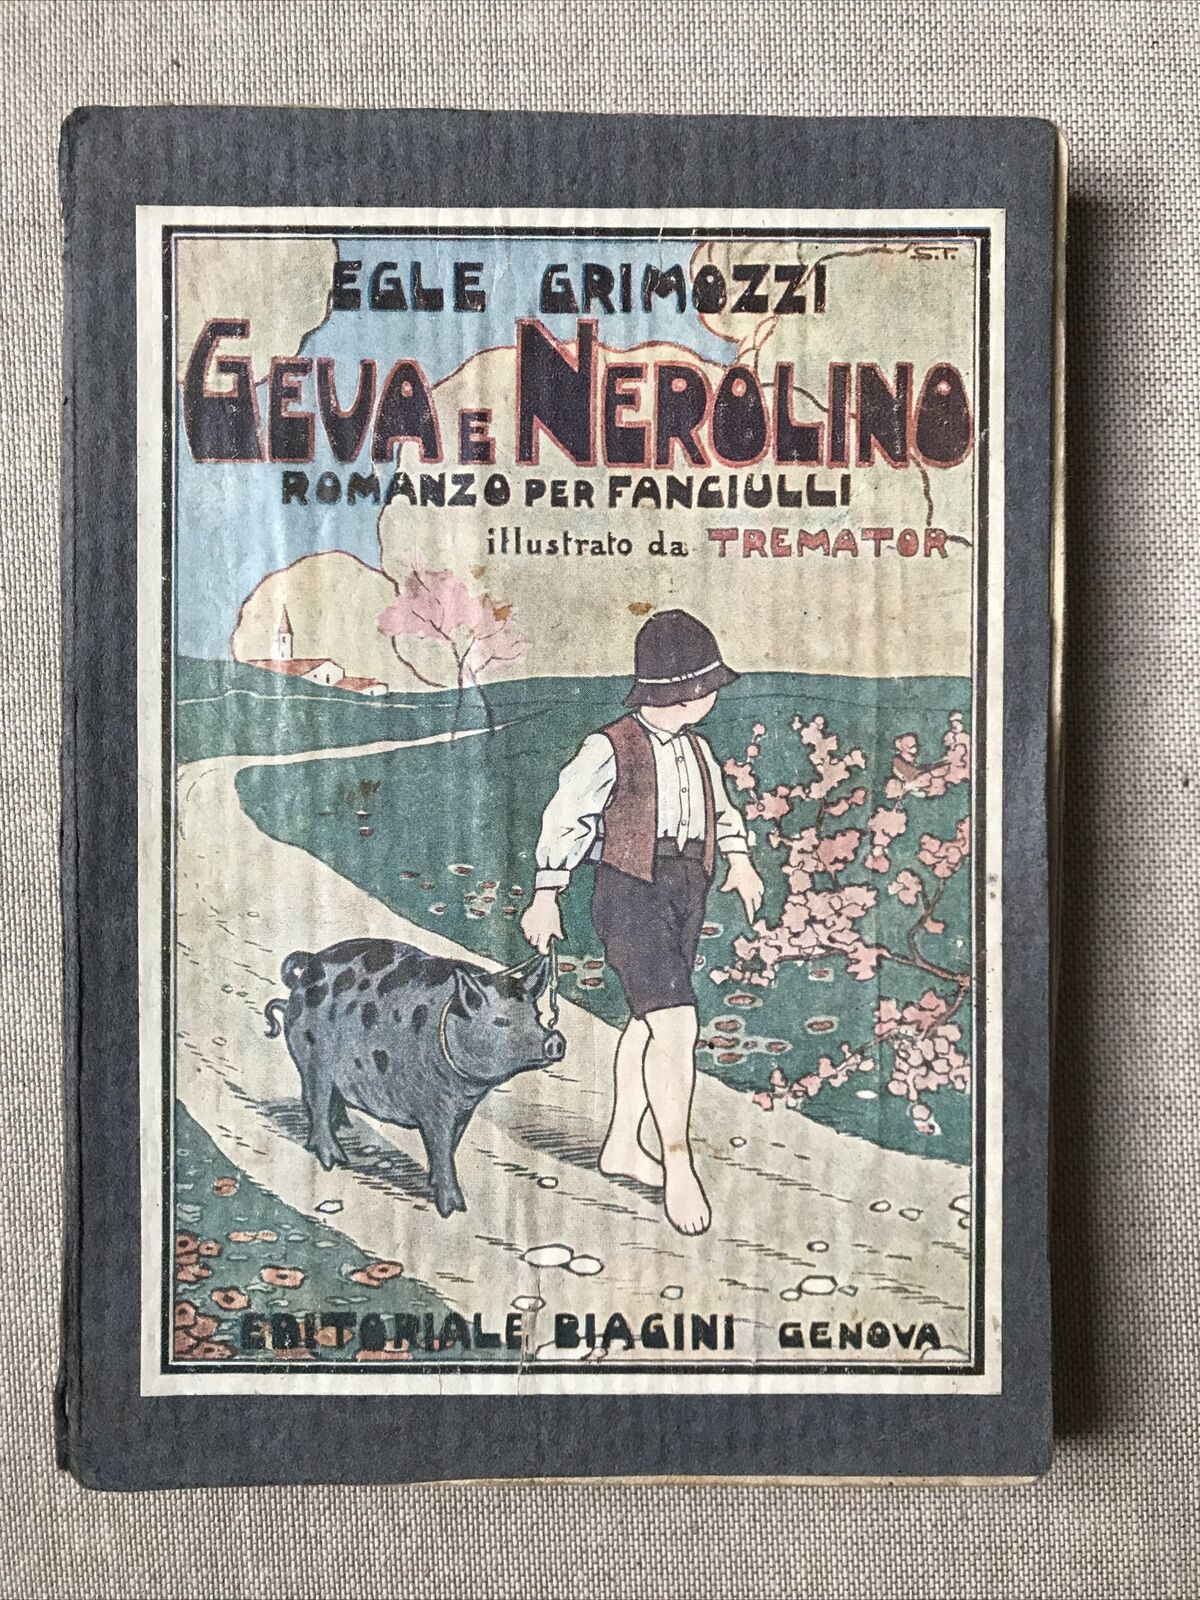 S.T.
EGLE GRIMOZZI
GEVA E NEROLINO
ROMANZO PER FANCIULLI
illustrato da TREMATOR
EDITORIALE BIAGINI GENOVA